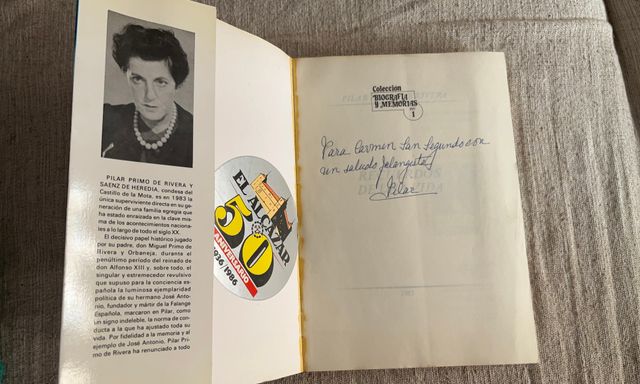 PILAR PRIMO DE RIVERA Y
SAENZ DE HEREDIA, condesa del
Castillo de la Mota, es en 1983 la
única superviviente directa en su ge-
neración de una familia egregia que
ha estado enraizada en la clave mis-
ma de los acontecimientos naciona-
les a lo largo de todo el siglo XX.
El decisivo papel histórico jugado
por su padre, don Miguel Primo de
Rivera y Orbaneja, durante el
penúltimo período del reinado de
don Alfonso XIII y, sobre todo, el
singular y estremecedor revulsivo
que supuso para la conciencia es-
pañola la luminosa ejemplaridad
política de su hermano José Anto-
nio, fundador y mártir de la Falange
Española, marcaron en Pilar, como
un signo indeleble, la norma de con-
ducta a la que ha ajustado toda su
vida. Por fidelidad a la memoria y al
ejemplo de José Antonio, Pilar Pri-
mo de Rivera ha renunciado a todo
EL ALCAZAR
50
ANIVERSARIO
1936/1986
Colección
BIOGRAFIA
Y MEMORIAS
1
Para Carmen San Segundo con
un saludo falangista
Pilar